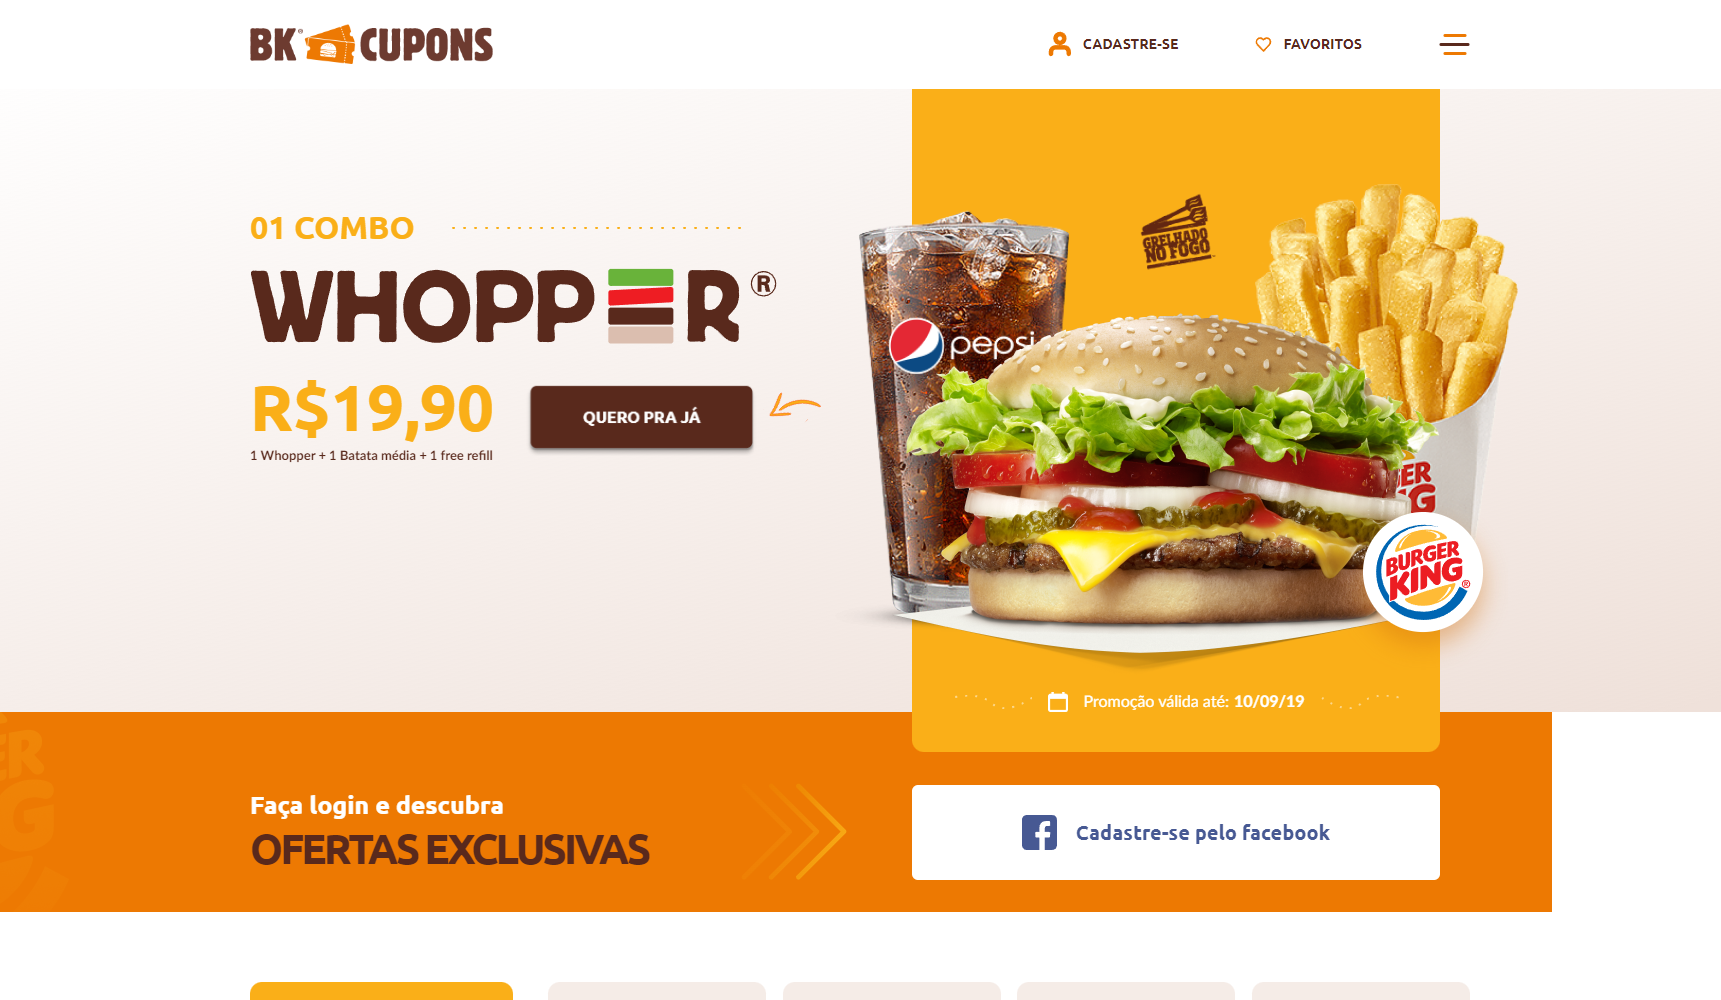 BK® CUPONS
CADASTRE-SE
FAVORITOS
01 COMBO
WHOPPER®
R$19,90
QUERO PRA JÁ
1 Whopper + 1 Batata média + 1 free refill
GRELHADO
NO FOGO
pepsi
BURGER
KING®
Promoção válida até: 10/09/19
Faça login e descubra
OFERTAS EXCLUSIVAS
Cadastre-se pelo facebook